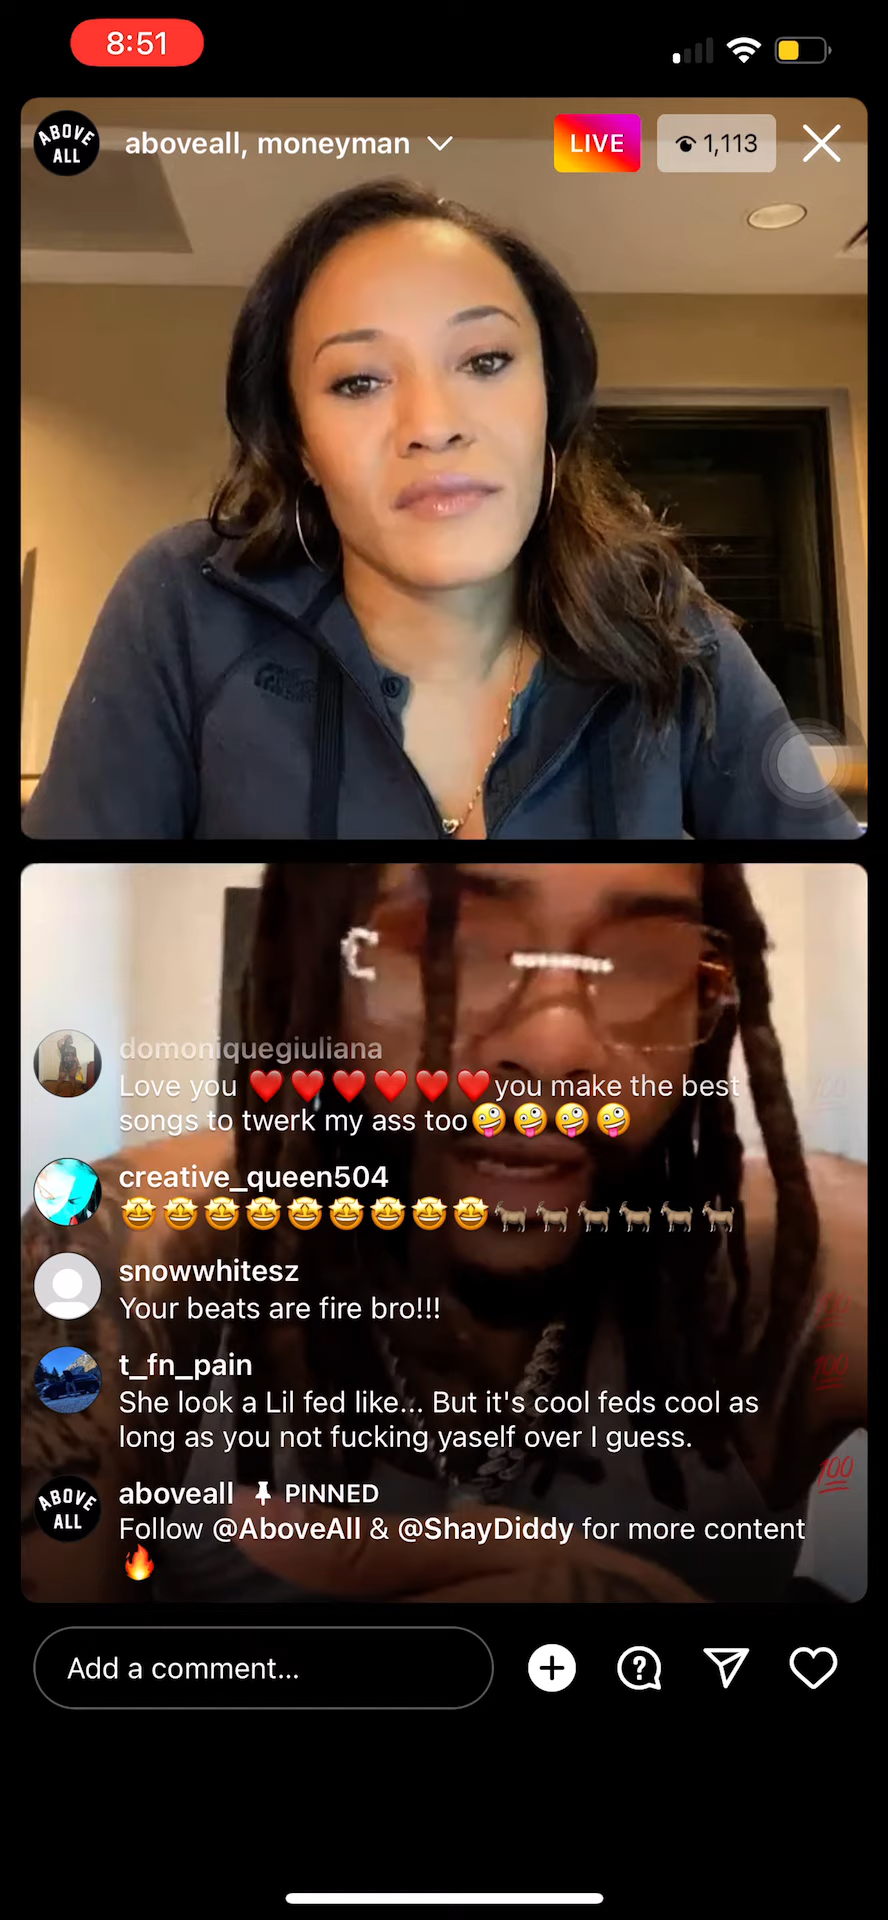 8:51
ABOVE
ALL
aboveall, moneyman
LIVE
1,113
domoniquegiuliana
Love you ❤️❤️❤️❤️❤️❤️you make the best
songs to twerk my ass too🤪🤪🤪🤪
creative_queen504
🤩🤩🤩🤩🤩🤩🤩🤩🤩🐐🐐🐐🐐🐐🐐
snowwhitesz
Your beats are fire bro!!!
t_fn_pain
She look a Lil fed like... But it's cool feds cool as
long as you not fucking yaself over I guess.
ABOVE
ALL
aboveall 📌 PINNED
Follow @AboveAll & @ShayDiddy for more content
🔥
100
100
100
Add a comment...